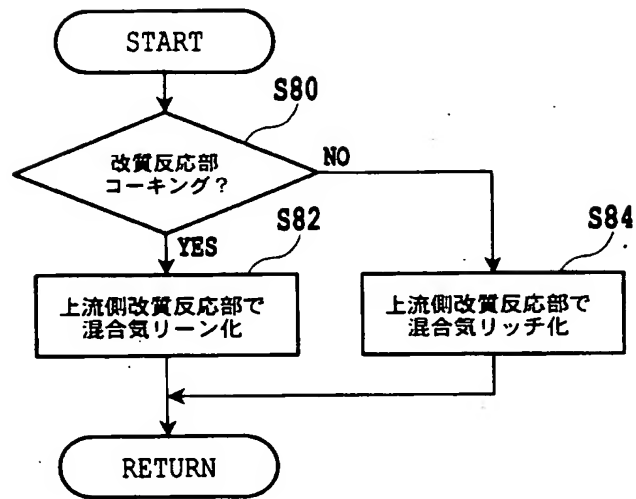 START
S80
改質反応部
コーキング?
NO
YES
S82
上流側改質反応部で
混合気リーン化
S84
上流側改質反応部で
混合気リッチ化
RETURN